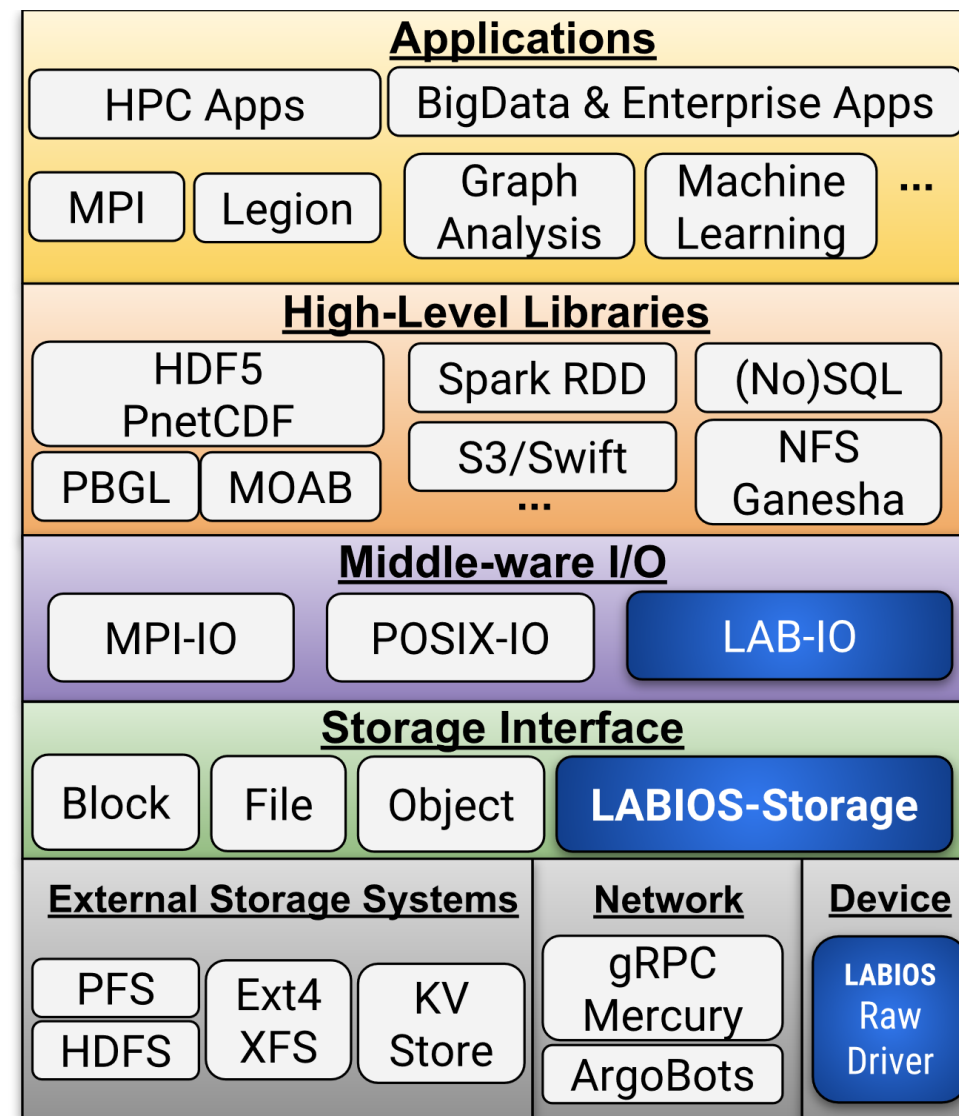 Applications
HPC Apps
BigData & Enterprise Apps
MPI
Legion
Graph
Analysis
Machine
Learning
...
High-Level Libraries
HDF5
PnetCDF
Spark RDD
(No)SQL
PBGL
MOAB
S3/Swift
...
NFS
Ganesha
Middle-ware I/O
MPI-IO
POSIX-IO
LAB-IO
Storage Interface
Block
File
Object
LABIOS-Storage
External Storage Systems
PFS
HDFS
Ext4
XFS
KV
Store
Network
gRPC
Mercury
ArgoBots
Device
LABIOS
Raw
Driver